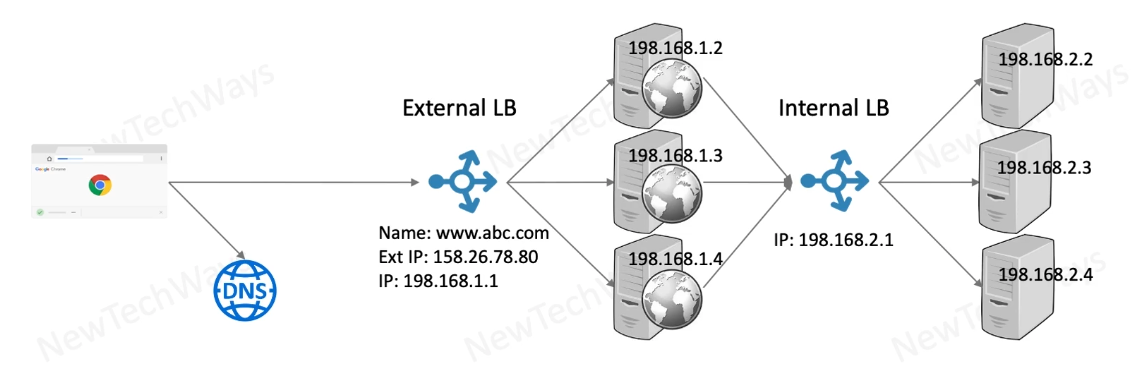 External LB
Name: www.abc.com
Ext IP: 158.26.78.80
IP: 198.168.1.1
198.168.1.2
198.168.1.3
198.168.1.4
Internal LB
IP: 198.168.2.1
198.168.2.2
198.168.2.3
198.168.2.4
Google Chrome
DNS
NewTechWays
NewTechWays
NewTechWays
NewTechWays
NewTechWays
NewTechWays